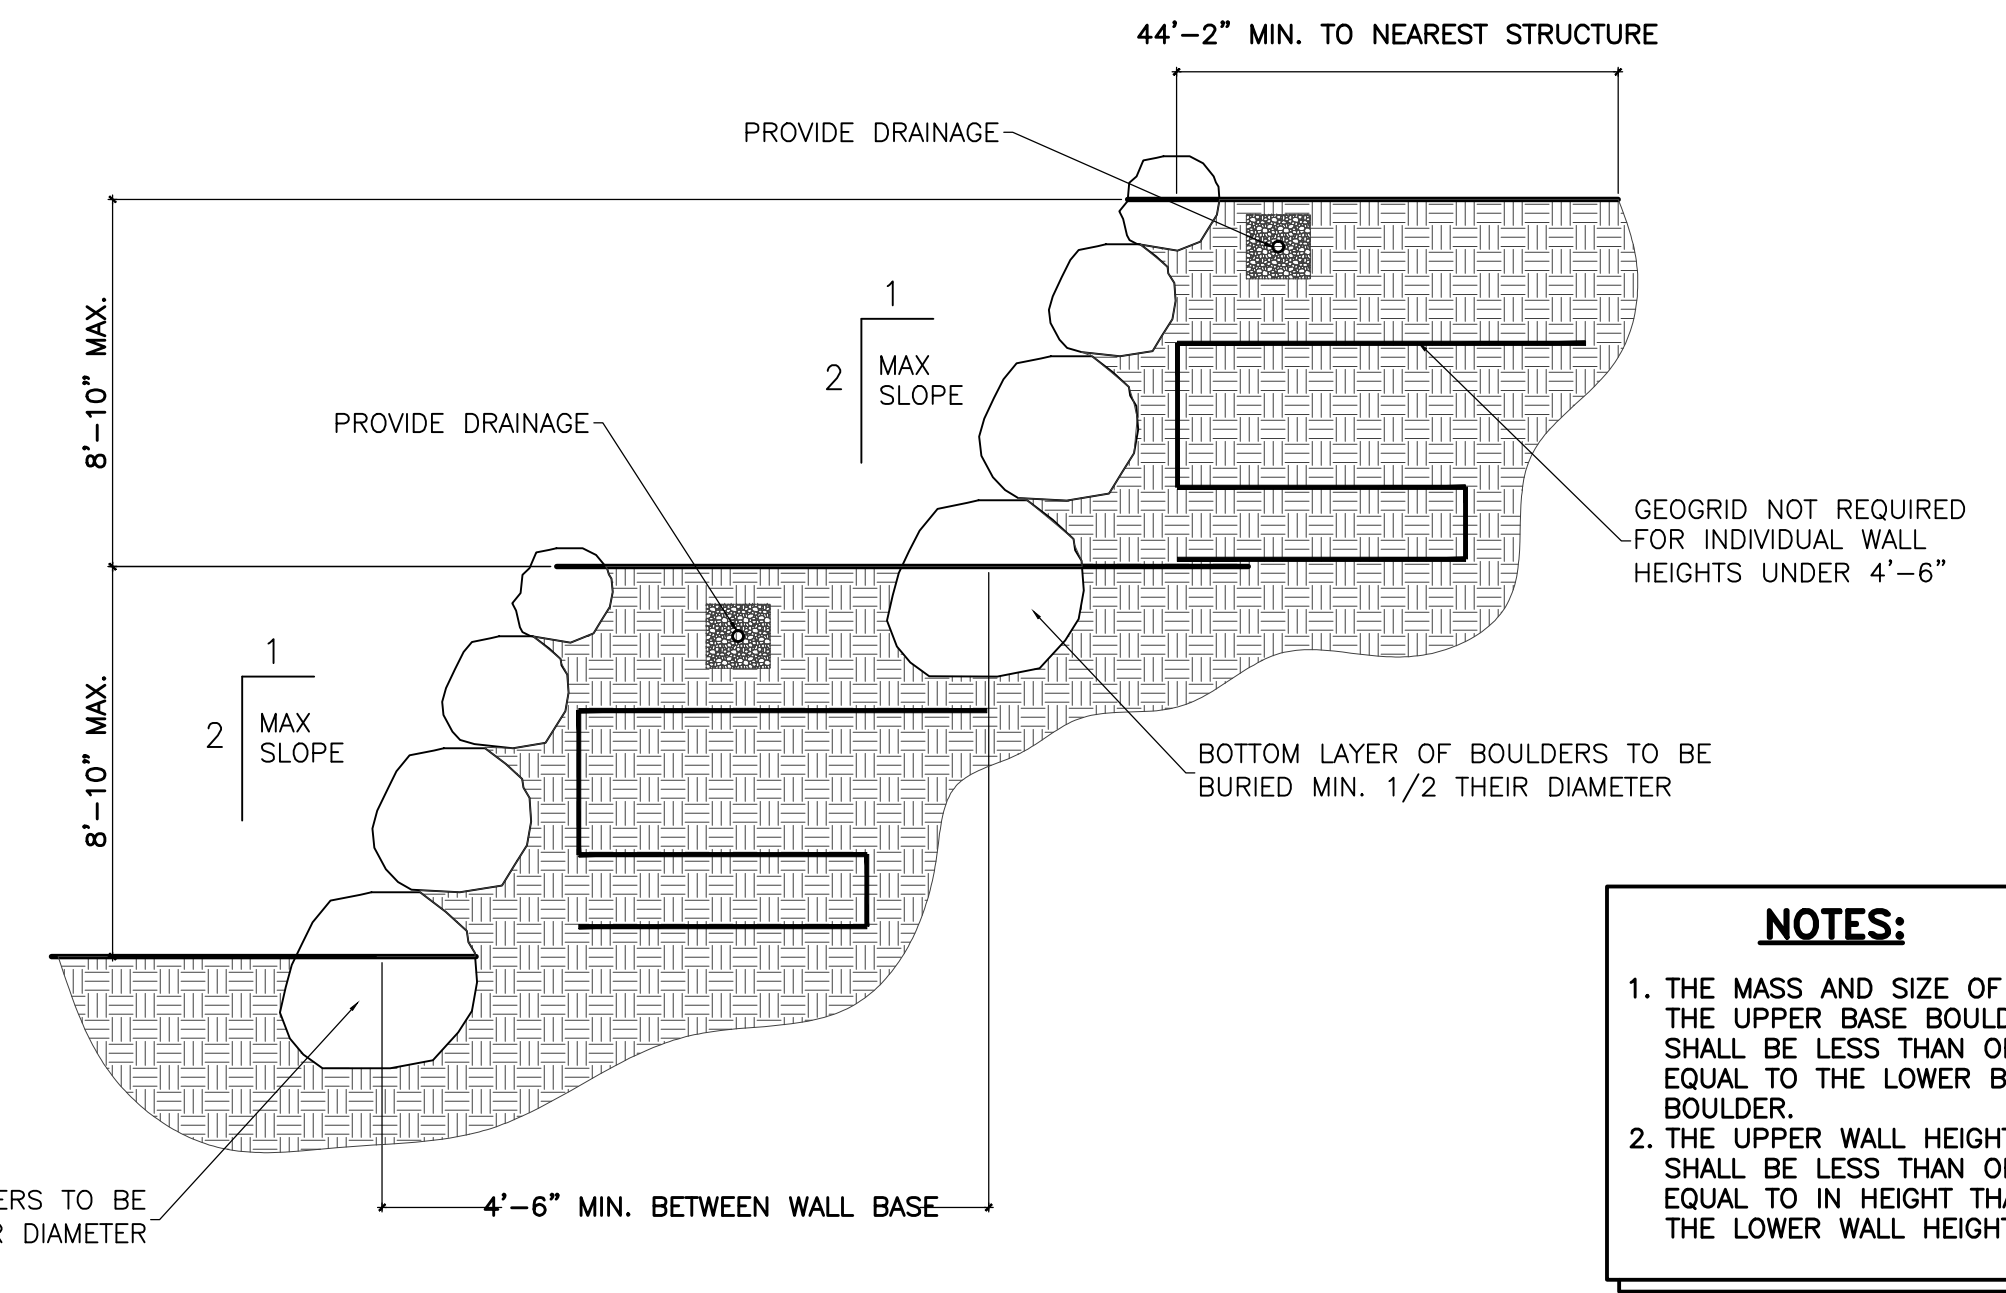 44'-2" MIN. TO NEAREST STRUCTURE
PROVIDE DRAINAGE
8'-10" MAX.
1
2
MAX
SLOPE
PROVIDE DRAINAGE
GEOGRID NOT REQUIRED
FOR INDIVIDUAL WALL
HEIGHTS UNDER 4'-6"
8'-10" MAX.
1
2
MAX
SLOPE
BOTTOM LAYER OF BOULDERS TO BE
BURIED MIN. 1/2 THEIR DIAMETER
TO BE
DIAMETER
4'-6" MIN. BETWEEN WALL BASE
NOTES:
1. THE MASS AND SIZE OF
THE UPPER BASE
SHALL BE LESS THAN
EQUAL TO THE LOWER
BOULDER.
2. THE UPPER WALL HEIGHT
SHALL BE LESS THAN
EQUAL TO IN HEIGHT
THE LOWER WALL HEIGHT